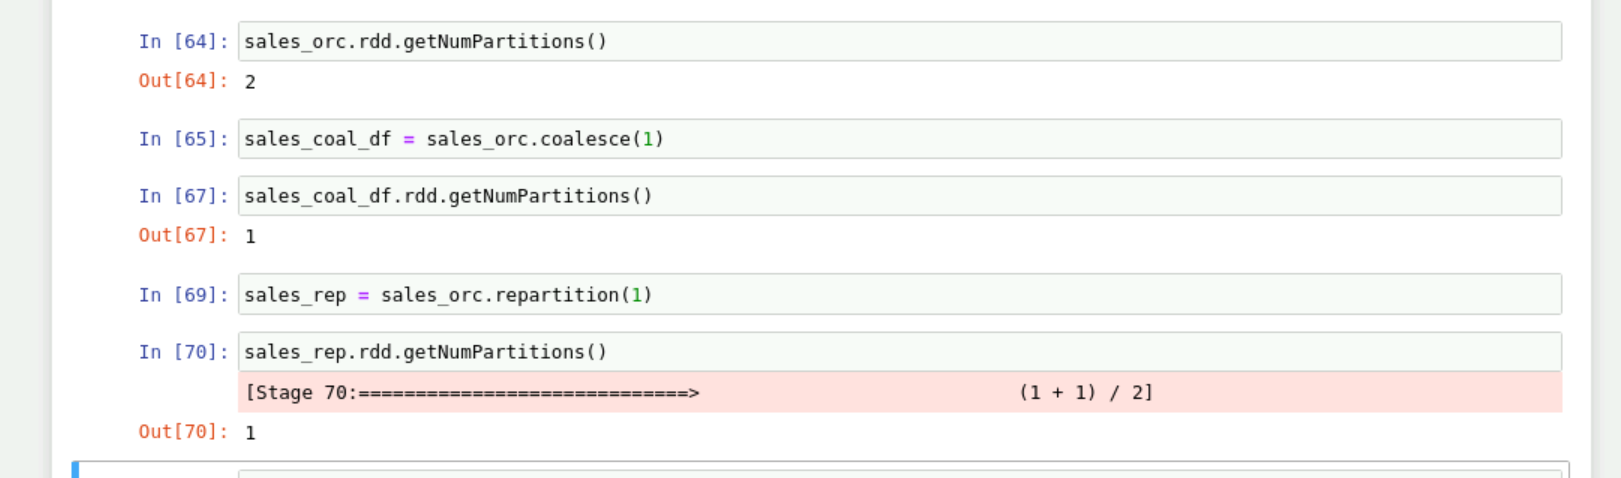 In [64]: sales_orc.rdd.getNumPartitions()
Out[64]: 2
In [65]: sales_coal_df = sales_orc.coalesce(1)
In [67]: sales_coal_df.rdd.getNumPartitions()
Out[67]: 1
In [69]: sales_rep = sales_orc.repartition(1)
In [70]: sales_rep.rdd.getNumPartitions()
[Stage 70:=============================>                            (1 + 1) / 2]
Out[70]: 1